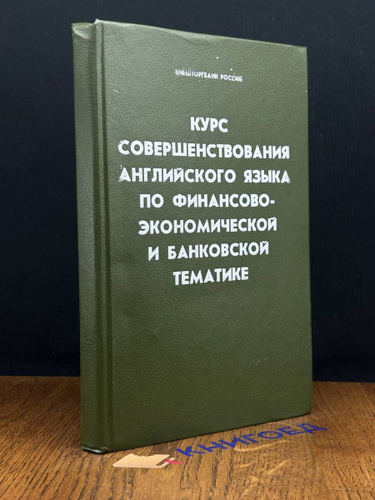 ВНЕШТОРГБАНК РОССИИ
КУРС
СОВЕРШЕНСТВОВАНИЯ
АНГЛИЙСКОГО ЯЗЫКА
ПО ФИНАНСОВО-
ЭКОНОМИЧЕСКОЙ
И БАНКОВСКОЙ
ТЕМАТИКЕ
КНИГОЕД